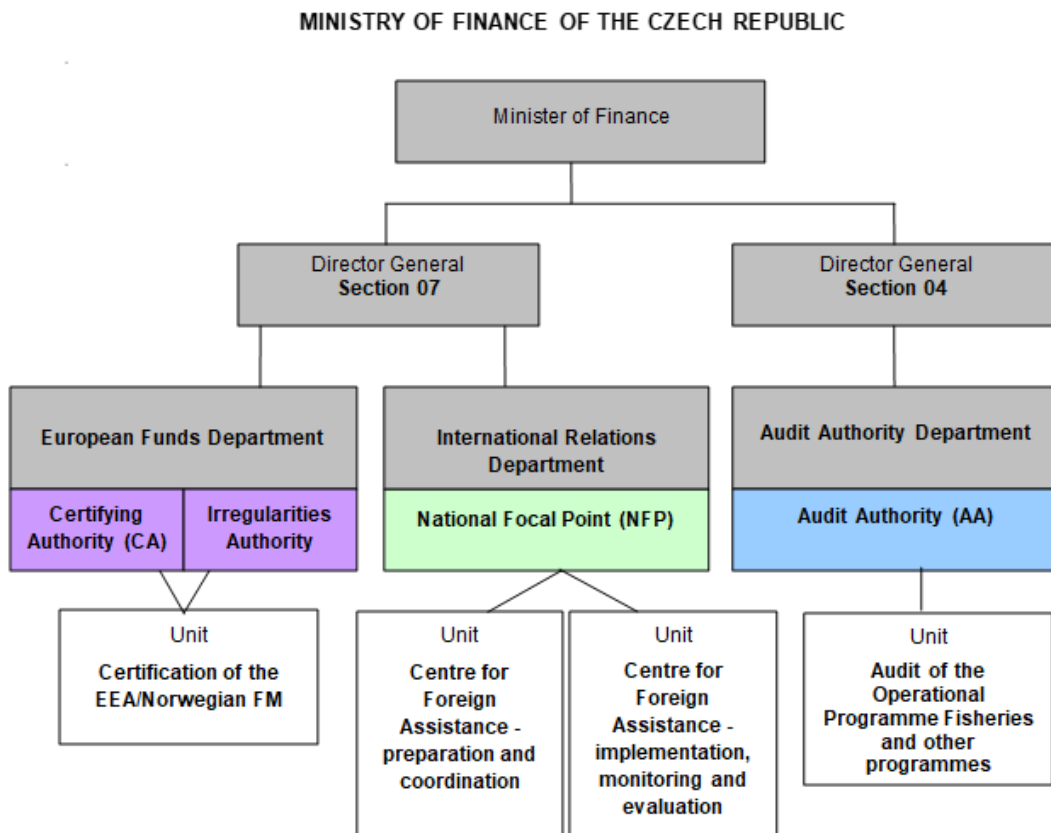 MINISTRY OF FINANCE OF THE CZECH REPUBLIC
Minister of Finance
Director General
Section 07
Director General
Section 04
European Funds Department
International Relations
Department
Audit Authority Department
Certifying
Authority (CA)
Irregularities
Authority
National Focal Point (NFP)
Audit Authority (AA)
Unit
Certification of the
EEA/Norwegian FM
Unit
Centre for
Foreign
Assistance -
preparation and
coordination
Unit
Centre for
Foreign
Assistance -
implementation,
monitoring and
evaluation
Unit
Audit of the
Operational
Programme Fisheries
and other
programmes